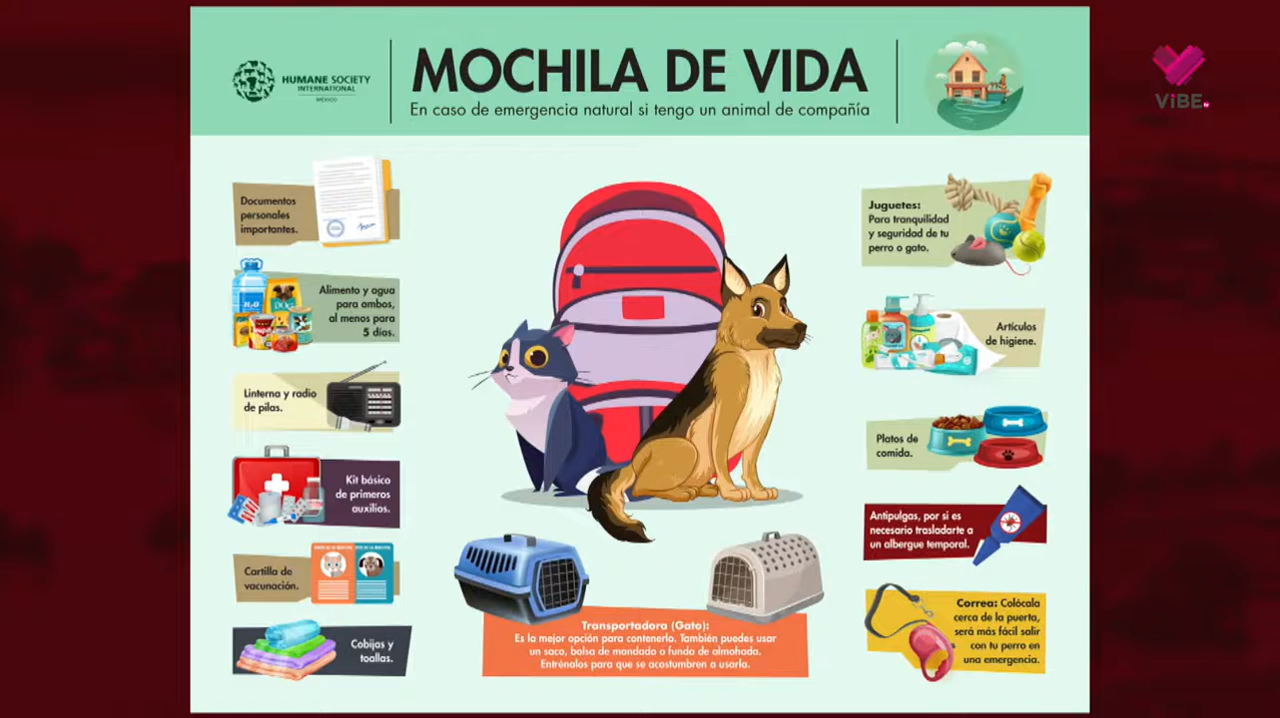 HUMANE SOCIETY
INTERNATIONAL
MÉXICO
MOCHILA DE VIDA
En caso de emergencia natural si tengo un animal de compañía
ViBE tv
Documentos
personales
importantes.
H₂O
DOG
Alimento y agua
para ambos,
al menos para
5 días.
Linterna y radio
de pilas.
Kit básico
de primeros
auxilios.
Cartilla de
vacunación.
Cobijas y
toallas.
Transportadora (Gato):
Es la mejor opción para contenerlo. También puedes usar
un saco, bolsa de mandado o funda de almohada.
Entrénalos para que se acostumbren a usarla.
Juguetes:
Para tranquilidad
y seguridad de tu
perro o gato.
Artículos
de higiene.
Platos de
comida.
Antipulgas, por si es
necesario trasladarte a
un albergue temporal.
Correa: Colócala
cerca de la puerta,
será más fácil salir
con tu perro en
una emergencia.